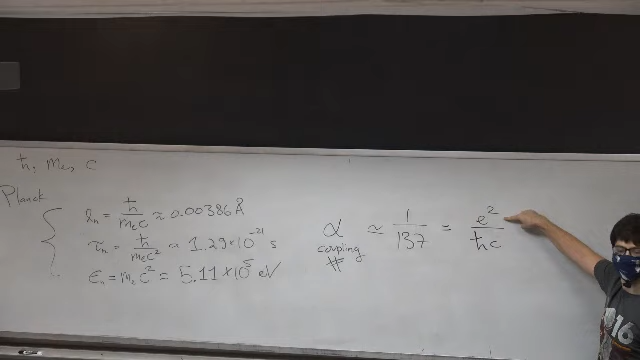 ħ, me, c
Planck
λn = ħ/mec ≈ 0.00386 Å
τn = ħ/mec² ≈ 1.29×10⁻²¹ s
ϵn = mec² = 5.11×10⁵ eV
α ≃ 1/137 = e²/ħc
coupling
#
16